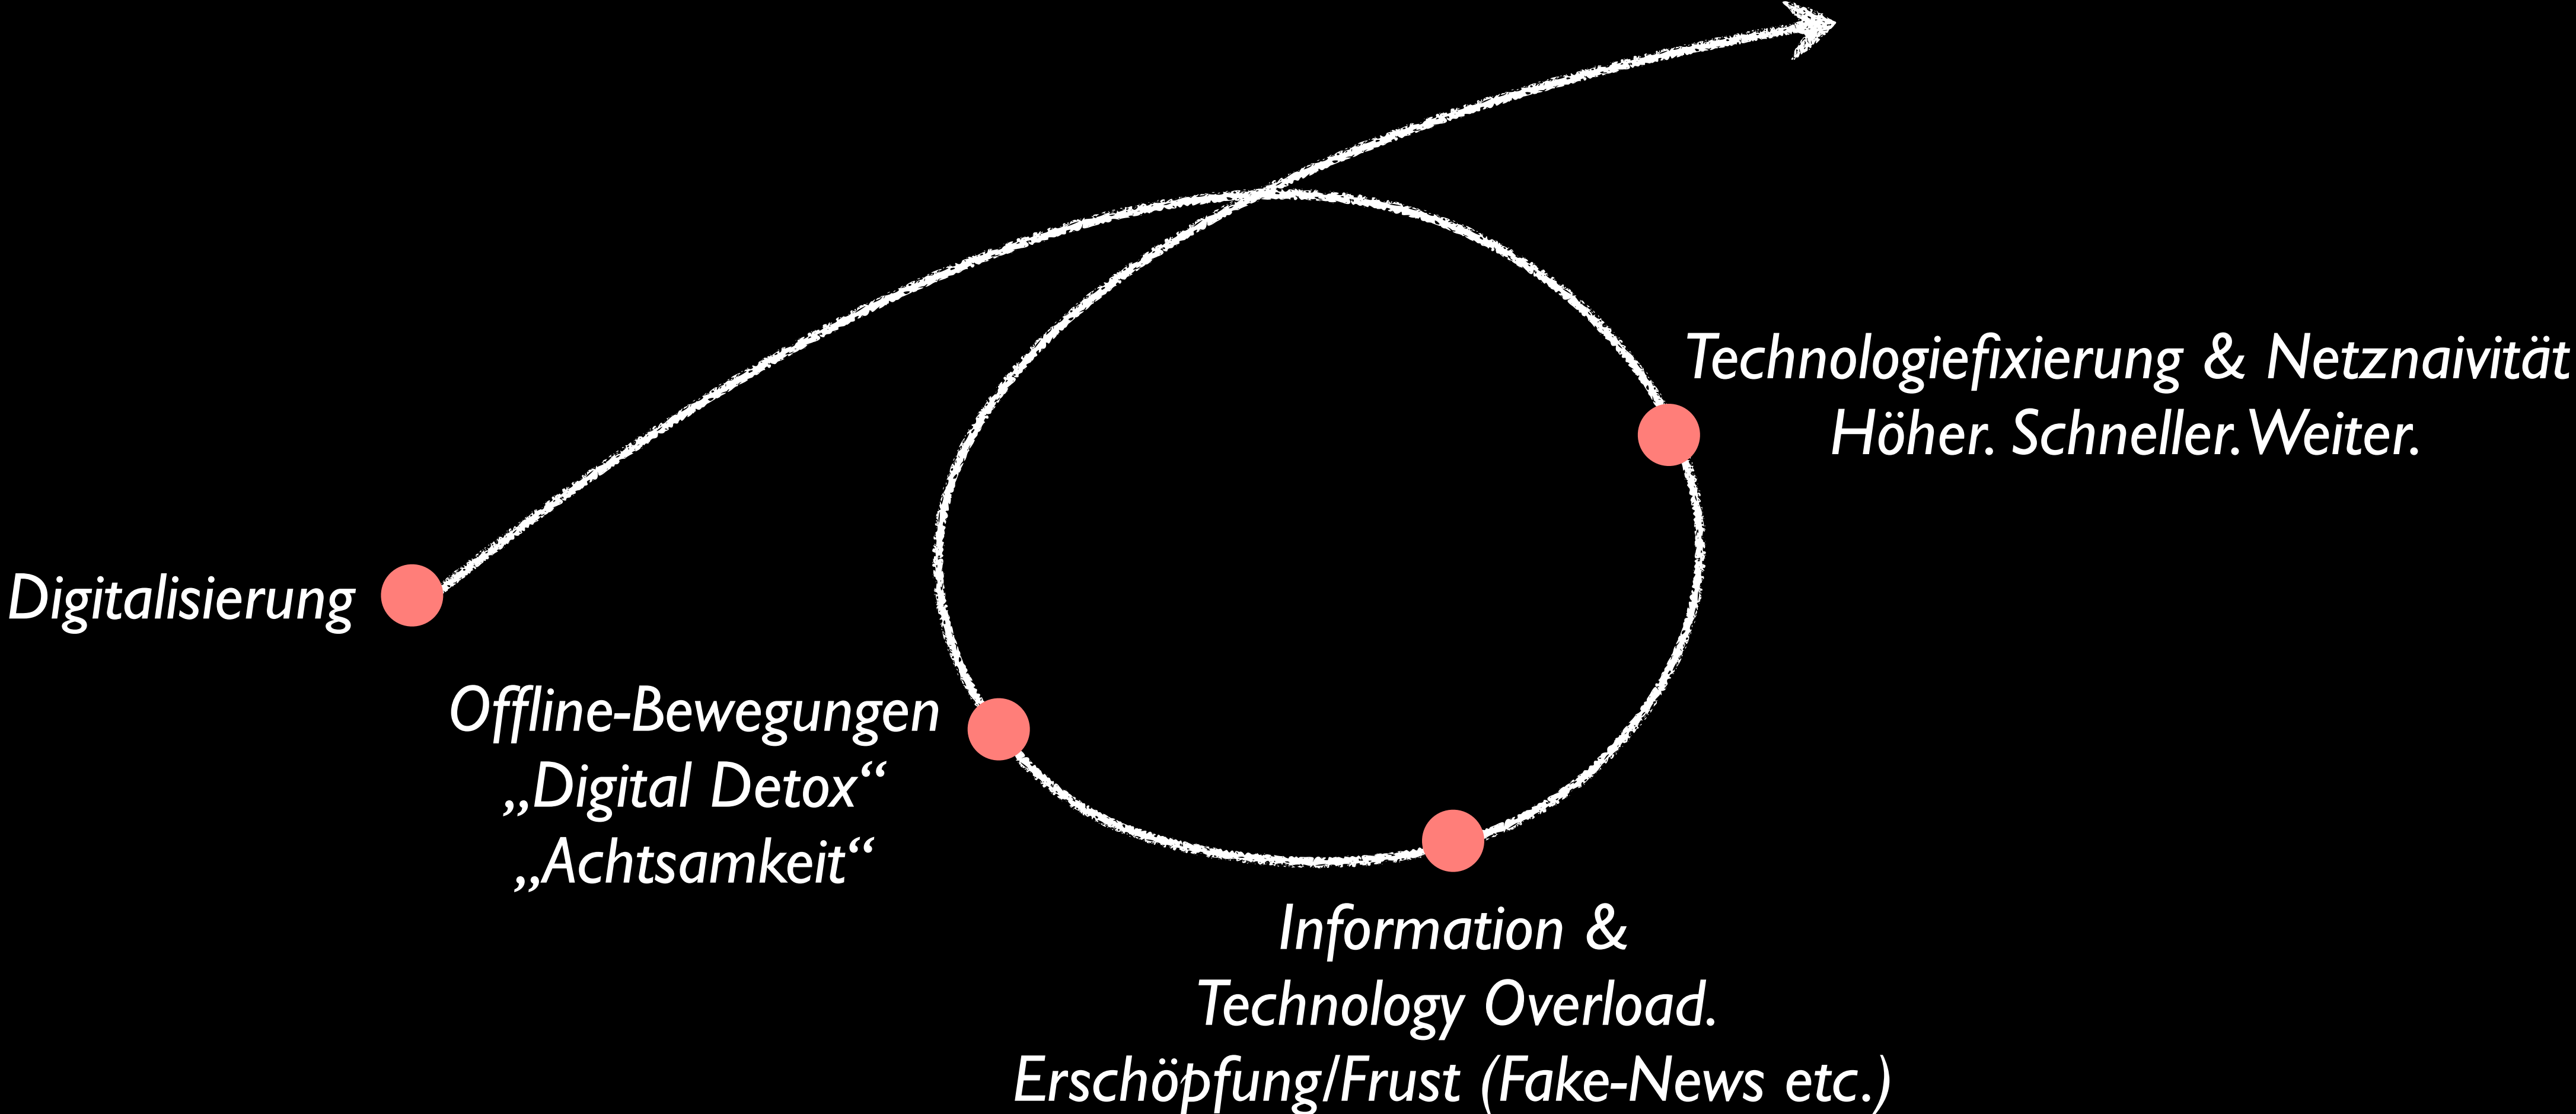 Technologiefixierung & Netznaivität
Höher. Schneller. Weiter.
Digitalisierung
Offline-Bewegungen
„Digital Detox“
„Achtsamkeit“
Information &
Technology Overload.
Erschöpfung/Frust (Fake-News etc.)